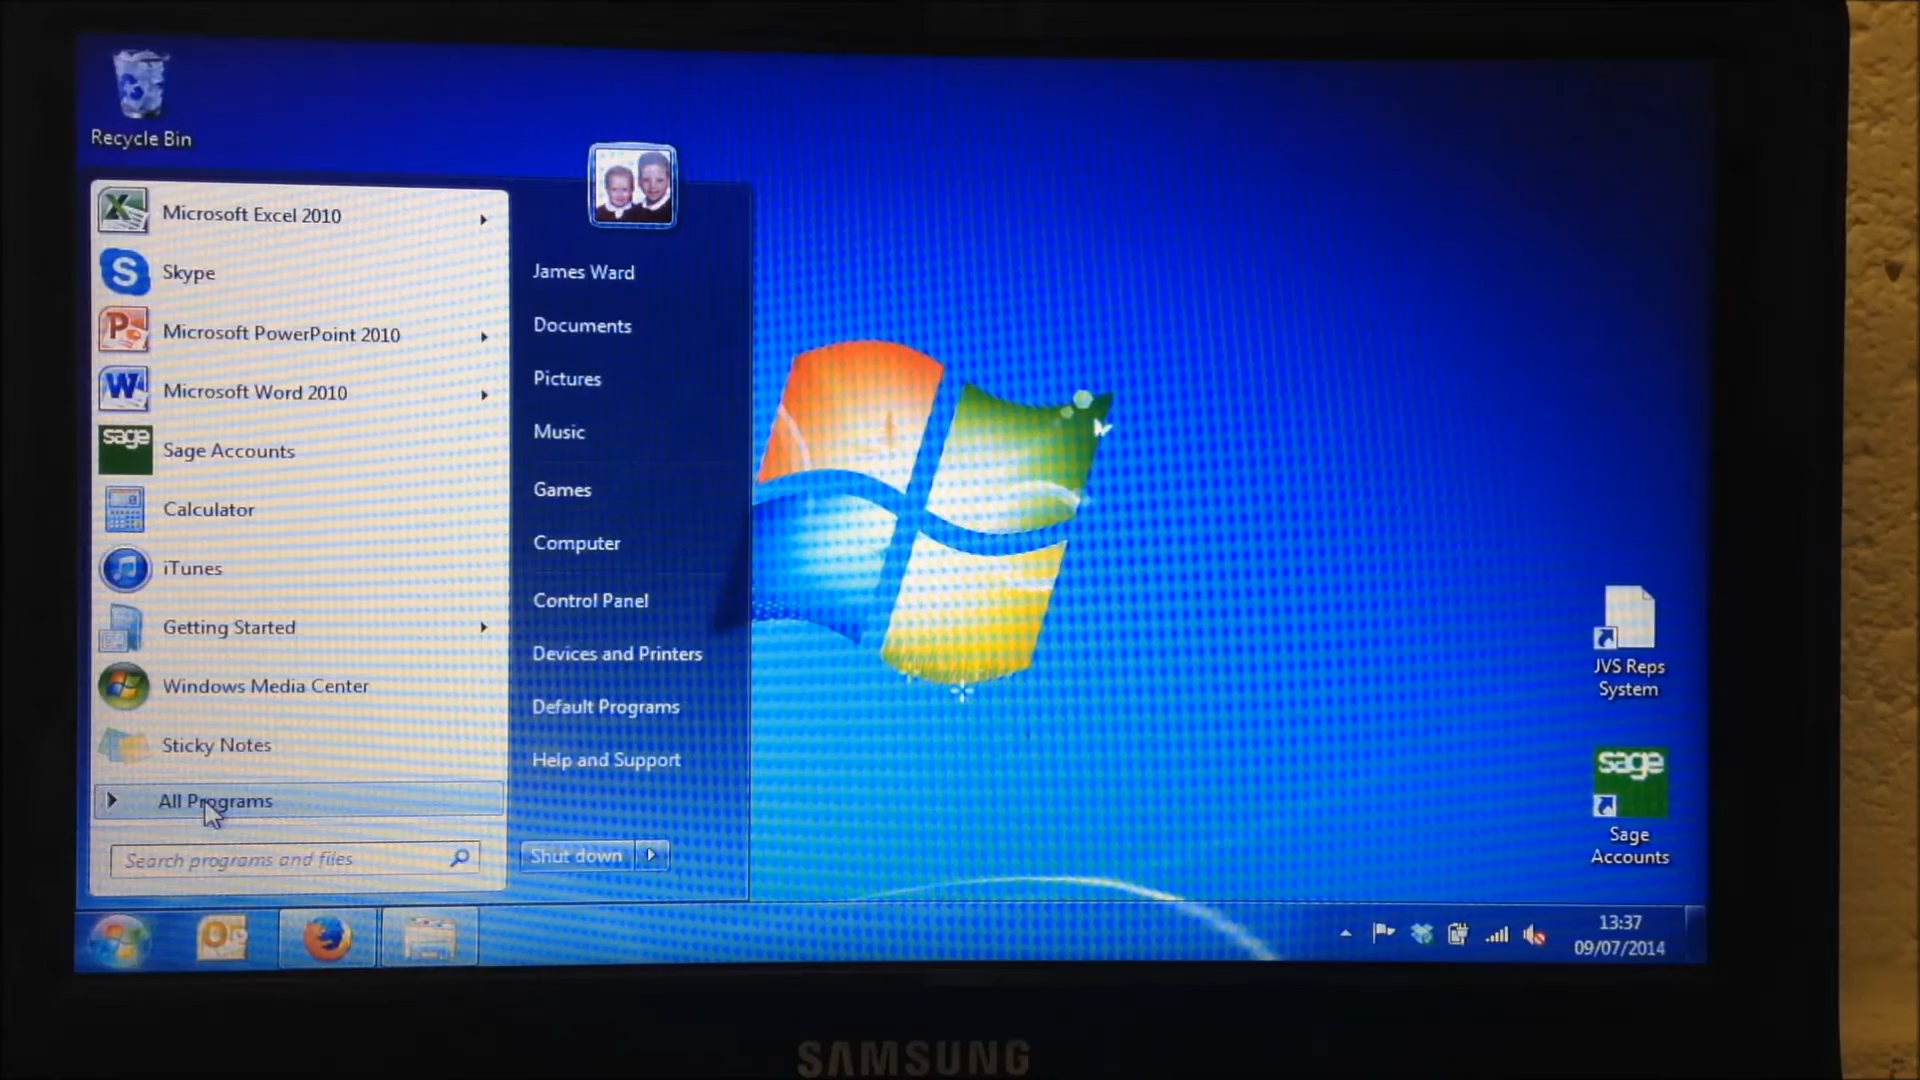 Recycle Bin
Microsoft Excel 2010
Skype
Microsoft PowerPoint 2010
Microsoft Word 2010
sage
Sage Accounts
Calculator
iTunes
Getting Started
Windows Media Center
Sticky Notes
All Programs
Search programs and files
James Ward
Documents
Pictures
Music
Games
Computer
Control Panel
Devices and Printers
Default Programs
Help and Support
Shut down
JVS Reps
System
sage
Sage
Accounts
13:37
09/07/2014
SAMSUNG